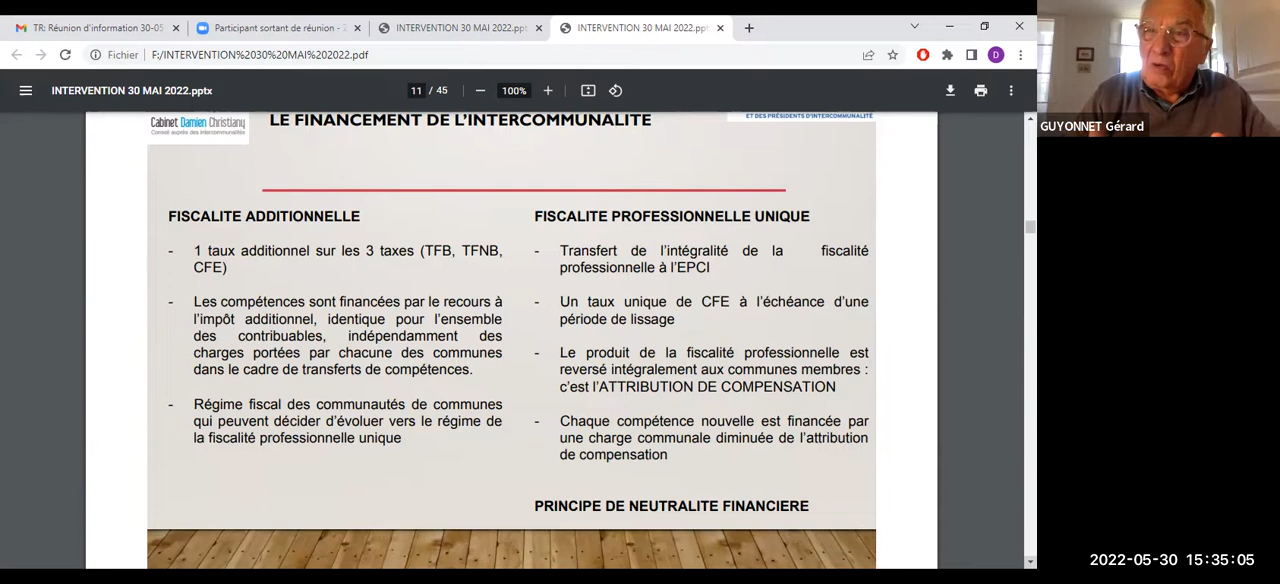 TR: Réunion d'information 30-05
Participant sortant de réunion - Z
INTERVENTION 30 MAI 2022.pptx
INTERVENTION 30 MAI 2022.pptx
Fichier
F:/INTERVENTION%2030%20MAI%202022.pdf
D
INTERVENTION 30 MAI 2022.pptx
11 / 45
100%
GUYONNET Gérard
Cabinet Damien Christiany
Conseil auprès des intercommunalités
LE FINANCEMENT DE L'INTERCOMMUNALITE
ET DES PRÉSIDENTS D'INTERCOMMUNALITÉ
FISCALITE ADDITIONNELLE
- 1 taux additionnel sur les 3 taxes (TFB, TFNB,
CFE)
- Les compétences sont financées par le recours à
l'impôt additionnel, identique pour l'ensemble
des contribuables, indépendamment des
charges portées par chacune des communes
dans le cadre de transferts de compétences.
- Régime fiscal des communautés de communes
qui peuvent décider d'évoluer vers le régime de
la fiscalité professionnelle unique
FISCALITE PROFESSIONNELLE UNIQUE
- Transfert de l'intégralité de la fiscalité
professionnelle à l'EPCI
- Un taux unique de CFE à l'échéance d'une
période de lissage
- Le produit de la fiscalité professionnelle est
reversé intégralement aux communes membres :
c'est l'ATTRIBUTION DE COMPENSATION
- Chaque compétence nouvelle est financée par
une charge communale diminuée de l'attribution
de compensation
PRINCIPE DE NEUTRALITE FINANCIERE
2022-05-30 15:35:05